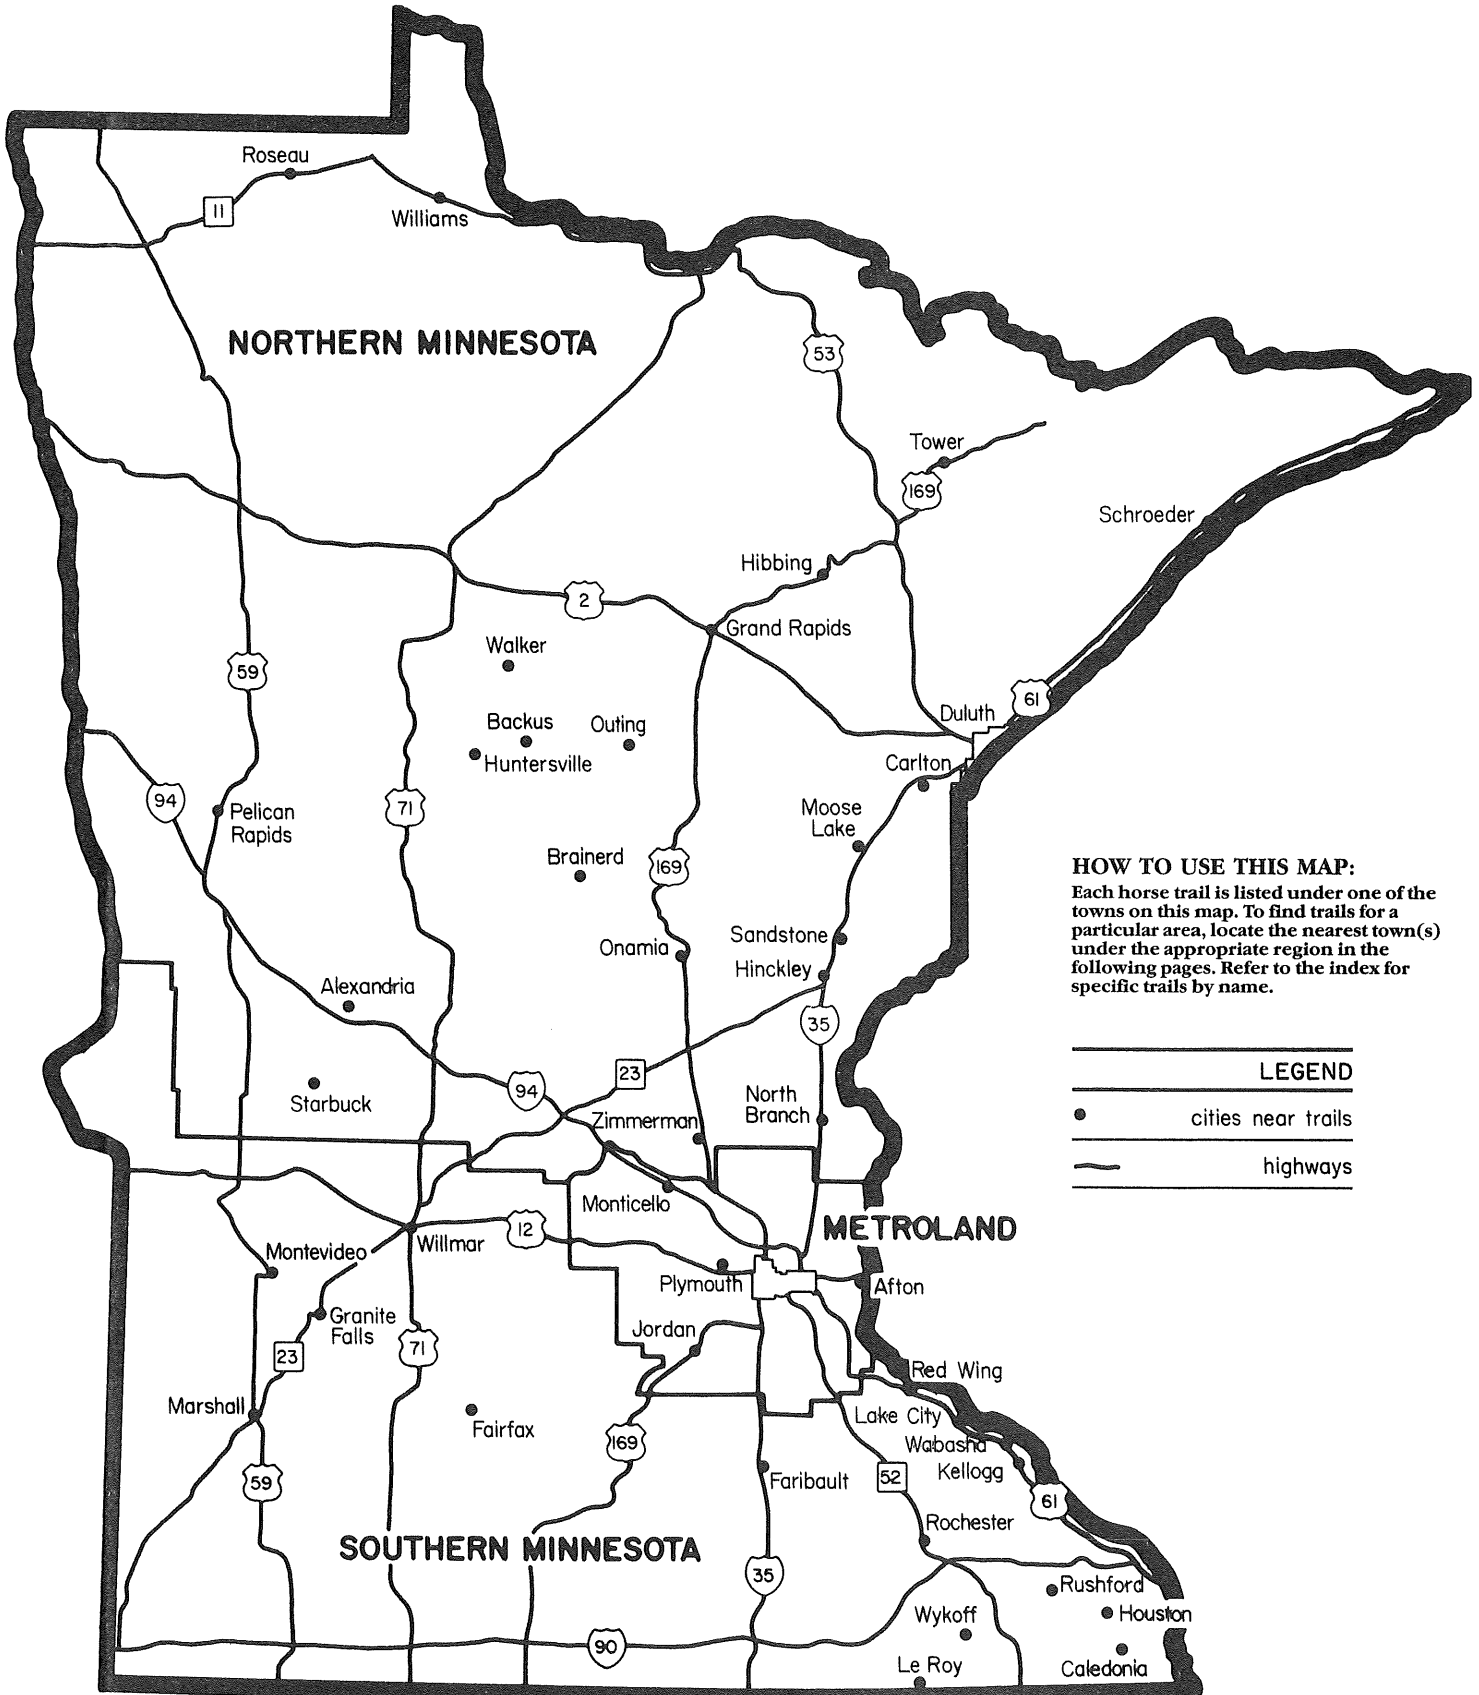 Roseau
11
Williams
NORTHERN MINNESOTA
53
Tower
169
Schroeder
Hibbing
2
Grand Rapids
Walker
59
61
Duluth
Backus
Outing
Huntersville
Carlton
94
71
Pelican
Rapids
Moose
Lake
Brainerd
169
HOW TO USE THIS MAP:
Each horse trail is listed under one of the
towns on this map. To find trails for a
particular area, locate the nearest town(s)
under the appropriate region in the
following pages. Refer to the index for
specific trails by name.
Sandstone
Onamia
Hinckley
Alexandria
35
LEGEND
cities near trails
highways
23
94
Starbuck
North
Branch
Zimmerman
Monticello
METROLAND
12
Willmar
Montevideo
Plymouth
Afton
Granite
Falls
Jordan
23
71
Red Wing
Marshall
Fairfax
Lake City
169
Wabasha
Kellogg
59
Faribault
52
61
Rochester
SOUTHERN MINNESOTA
35
Rushford
Wykoff
Houston
90
Le Roy
Caledonia